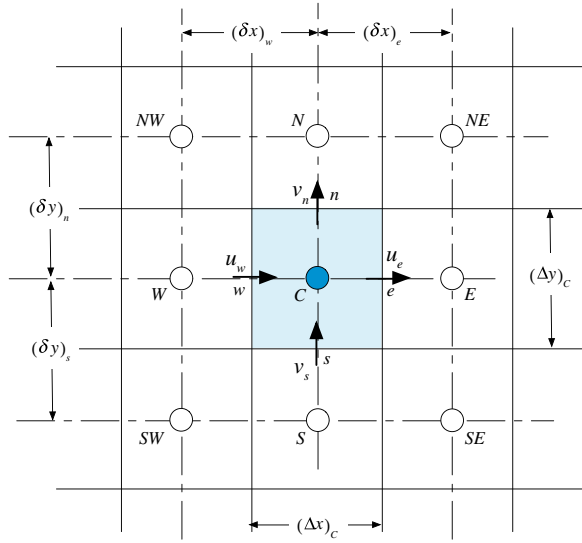 (δx)_w (δx)_e
NW N NE
v_n n
(δy)_n
u_w u_e (Δy)_C
w e
W C E
(δy)_s
v_s s
SW S SE
(Δx)_C